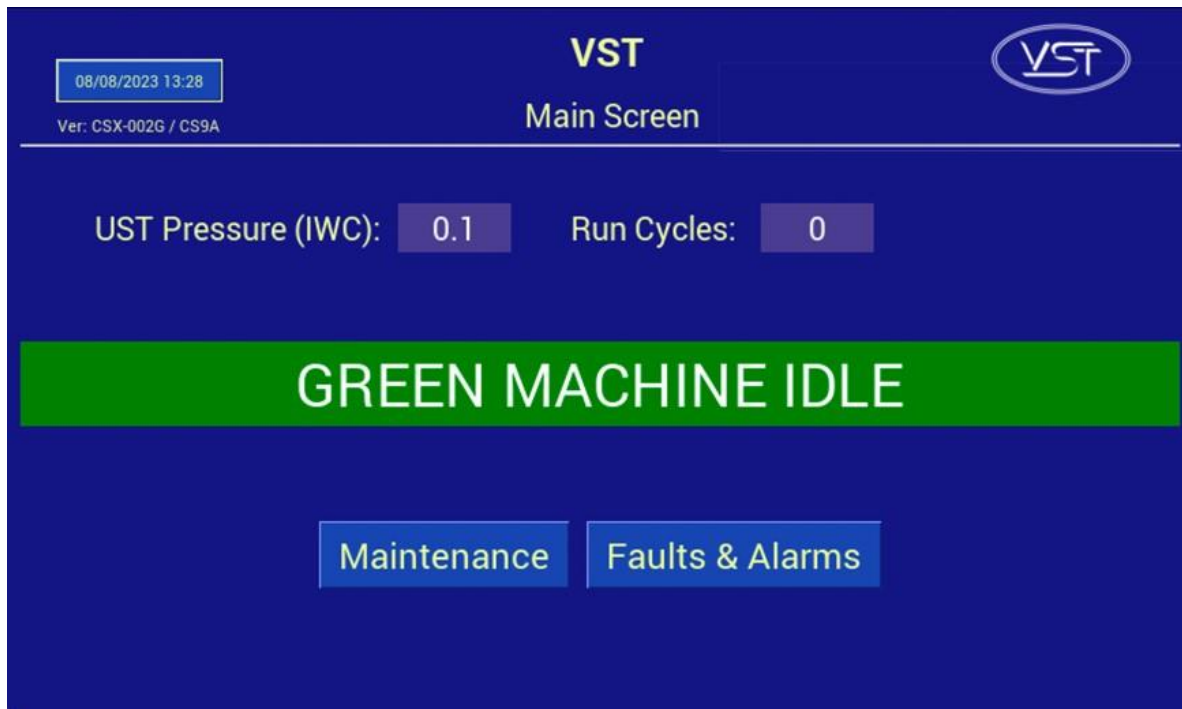 VST
VST
08/08/2023 13:28
Main Screen
Ver: CSX-002G / CS9A
UST Pressure (IWC): 0.1 Run Cycles: 0
GREEN MACHINE IDLE
Maintenance Faults & Alarms